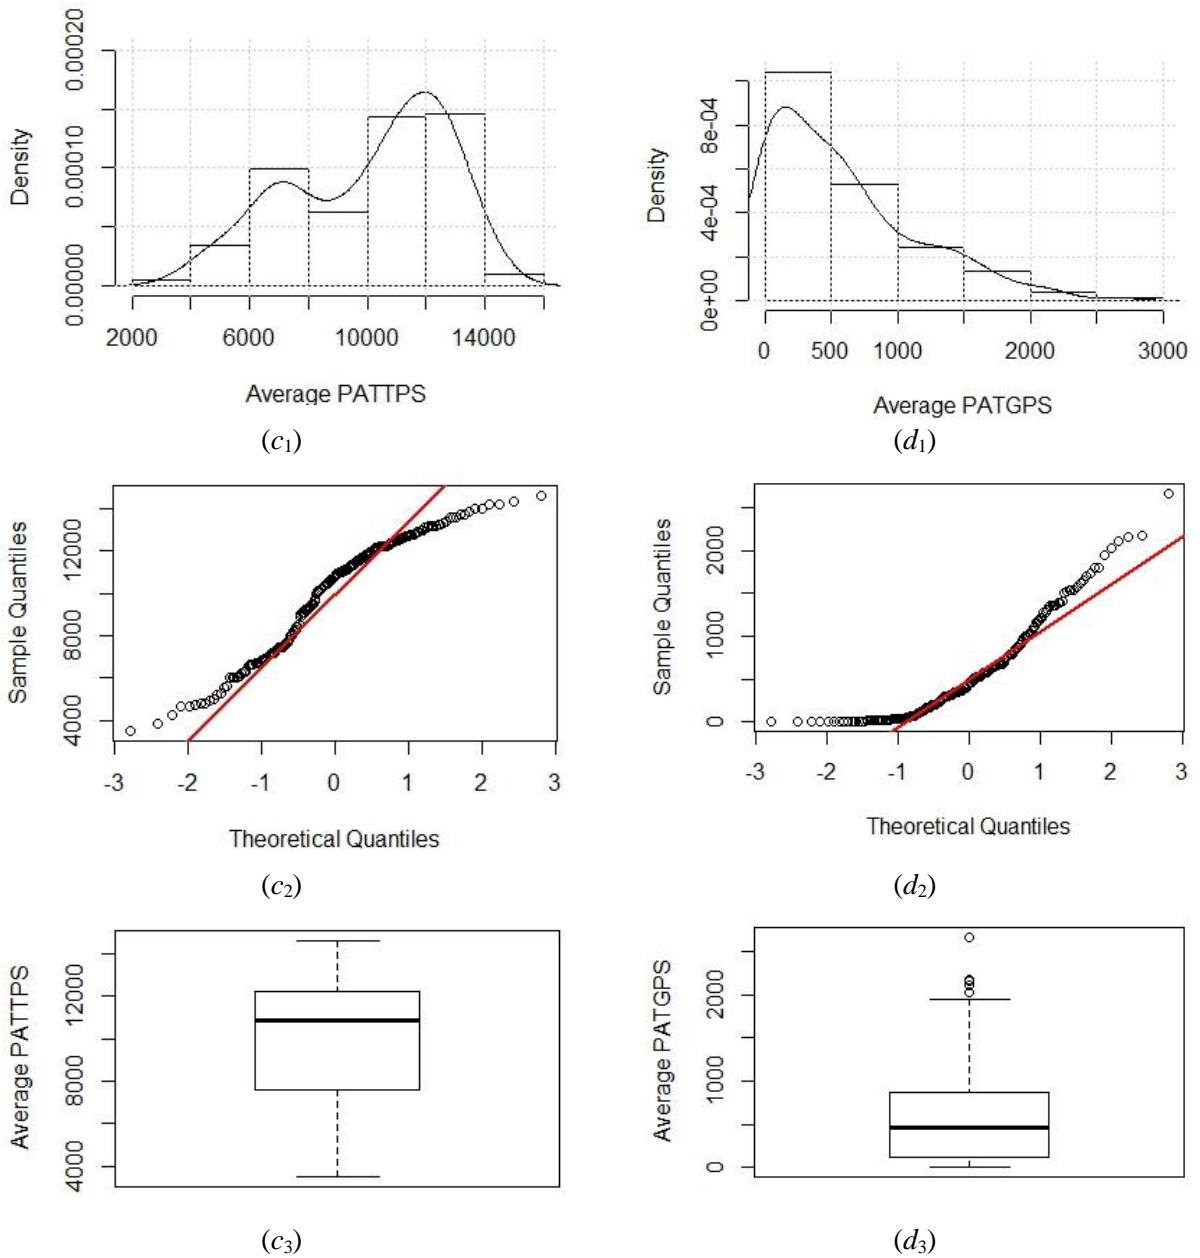 0.00020
0.00010
0.00000
Density
2000 6000 10000 14000
Average PATTPS
(c1)
8e-04
4e-04
0e+00
Density
0 500 1000 2000 3000
Average PATGPS
(d1)
12000
8000
4000
Sample Quantiles
-3 -2 -1 0 1 2 3
Theoretical Quantiles
(c2)
2000
1000
0
Sample Quantiles
-3 -2 -1 0 1 2 3
Theoretical Quantiles
(d2)
12000
8000
4000
Average PATTPS
(c3)
2000
1000
0
Average PATGPS
(d3)